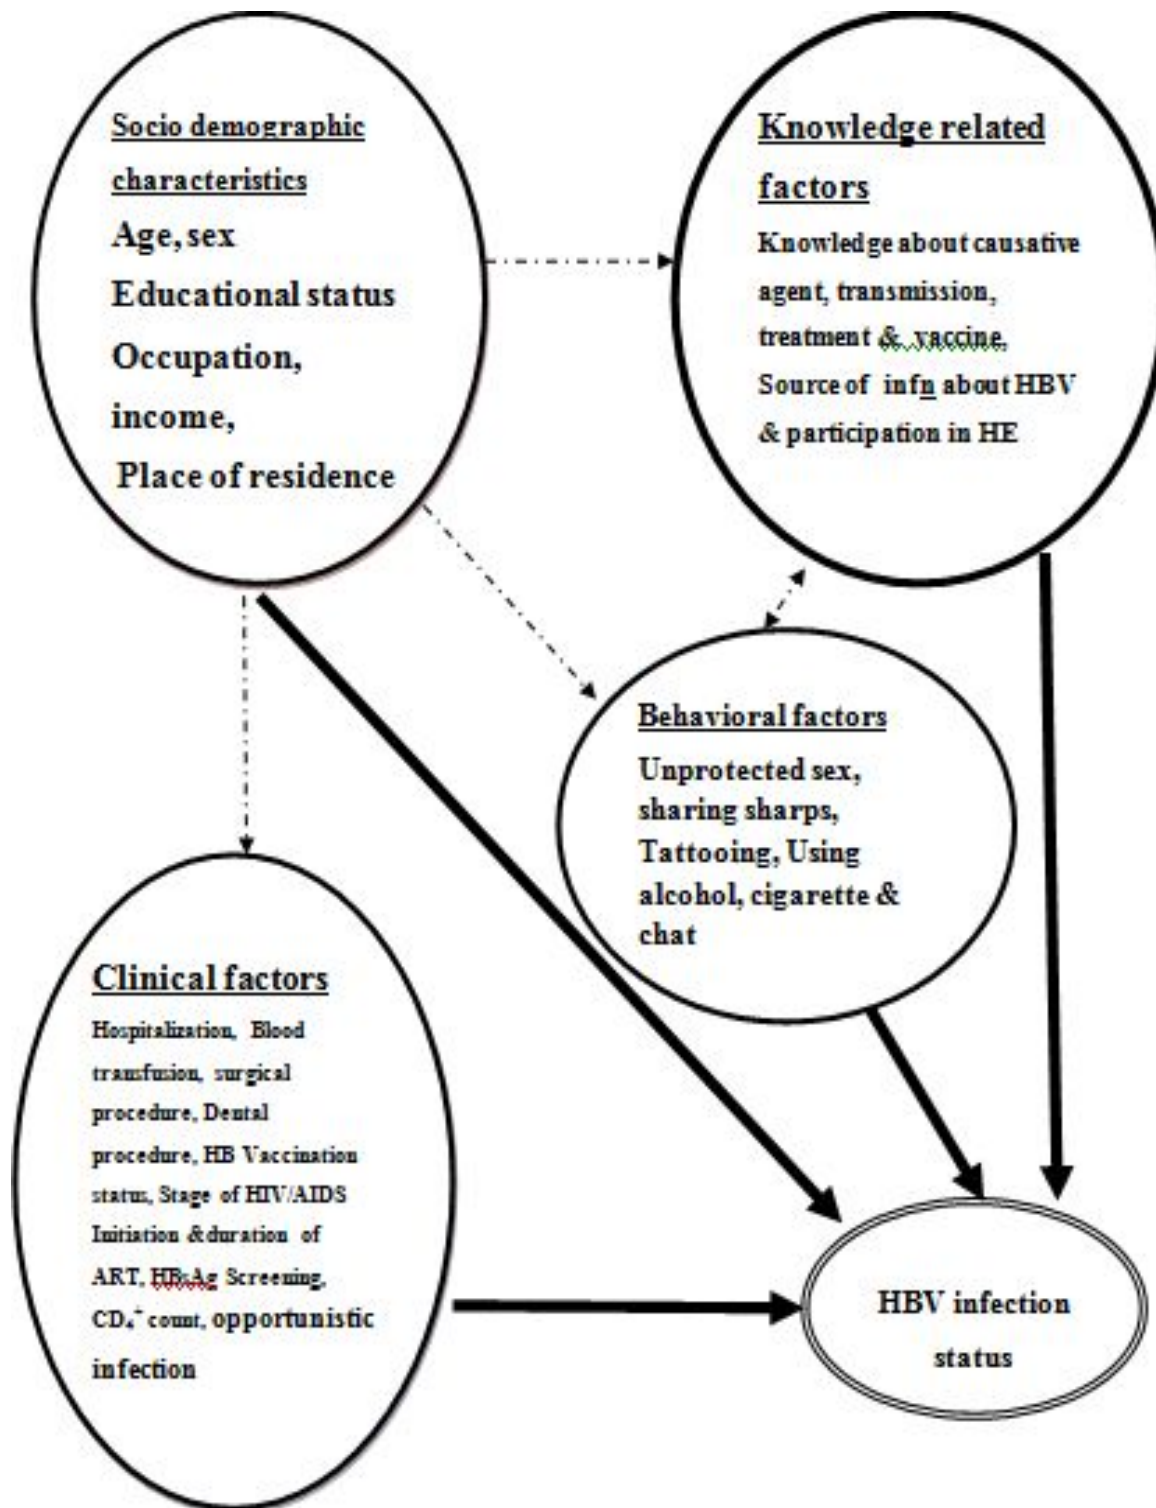 Socio demographic
characteristics
Age, sex
Educational status
Occupation,
income,
Place of residence
Knowledge related
factors
Knowledge about causative
agent, transmission,
treatment & vaccine,
Source of infn about HBV
& participation in HE
Behavioral factors
Unprotected sex,
sharing sharps,
Tattooing, Using
alcohol, cigarette &
chat
Clinical factors
Hospitalization, Blood
transfusion, surgical
procedure, Dental
procedure, HB Vaccination
status, Stage of HIV/AIDS
Initiation &duration of
ART, HBsAg Screening,
CD₄⁺ count, opportunistic
infection
HBV infection
status